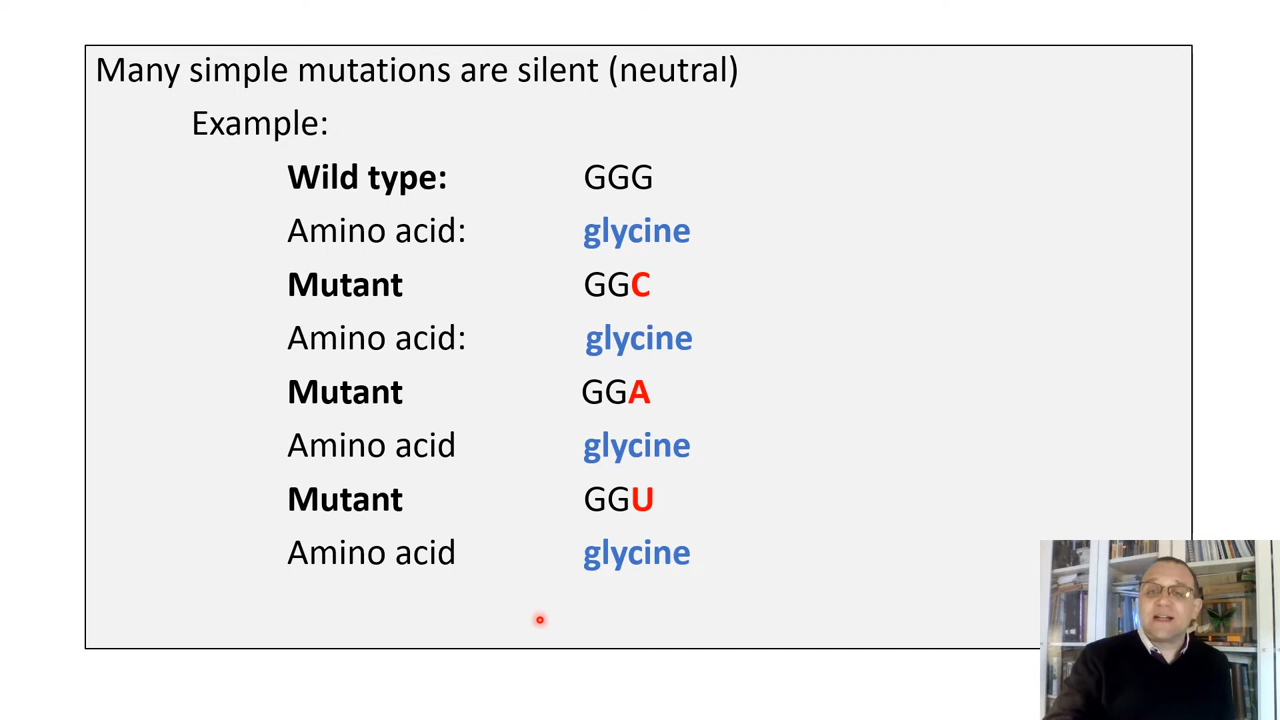 Many simple mutations are silent (neutral)
Example:
Wild type: GGG
Amino acid: glycine
Mutant GGC
Amino acid: glycine
Mutant GGA
Amino acid glycine
Mutant GGU
Amino acid glycine